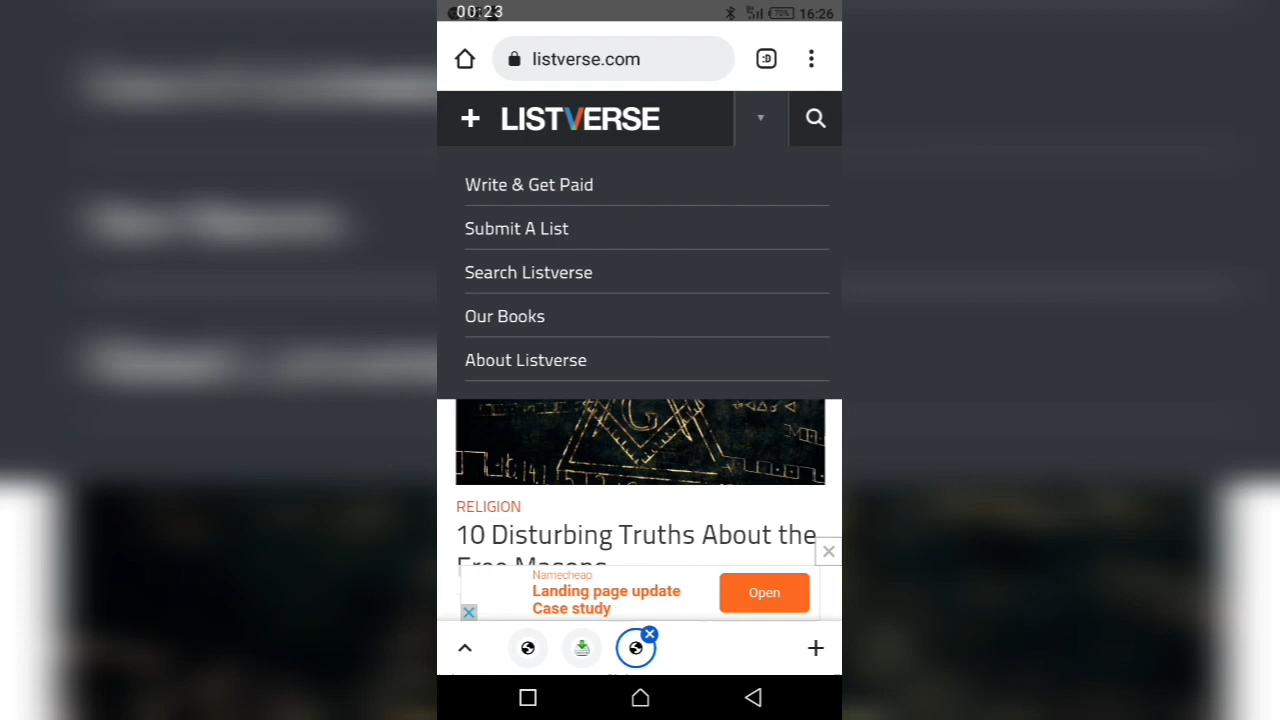 00:23
16:26
listverse.com
:D
LISTVERSE
Write & Get Paid
Submit A List
Search Listverse
Our Books
About Listverse
G
RELIGION
10 Disturbing Truths About the
Free Masons
Namecheap
Landing page update
Open
Case study